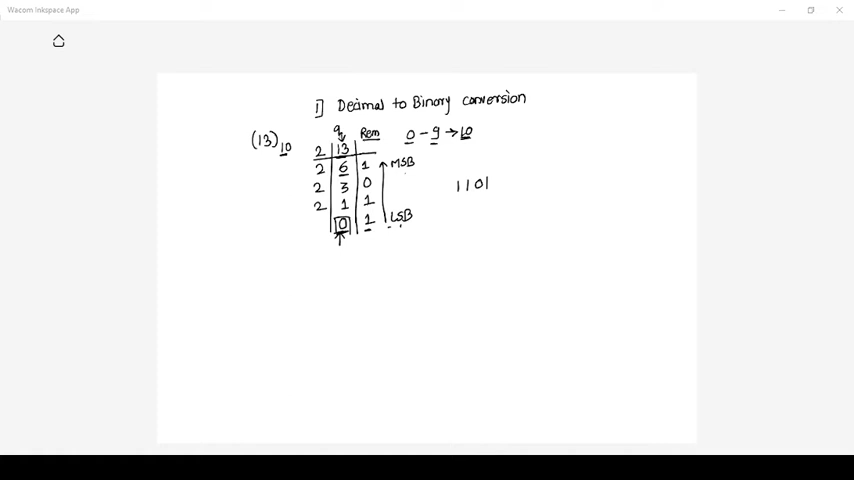 Wacom Inkspace App
1] Decimal to Binary conversion
(13)10
q Rem 0 - 9 → 10
2 13
2 6 1 MSB
2 3 0 1101
2 1 1
0 1 LSB